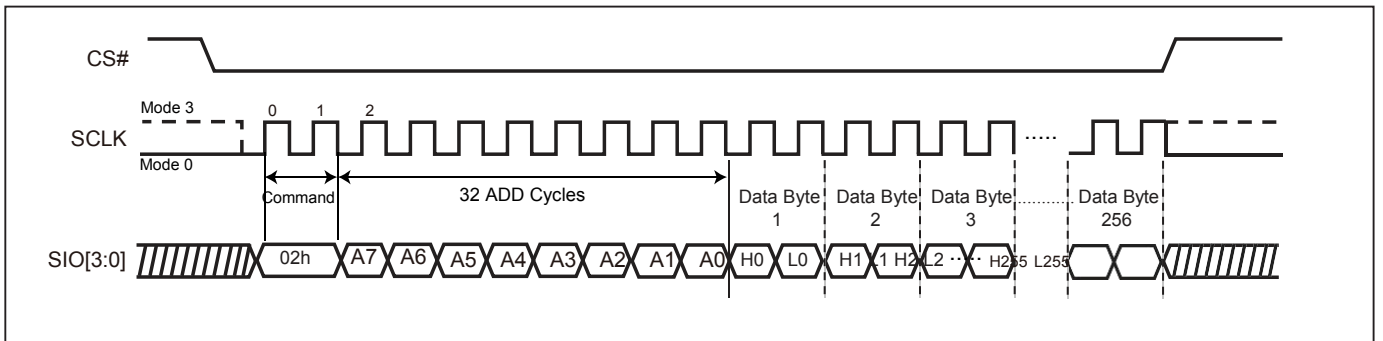 CS#
Mode 3
0 1 2
SCLK
.....
Mode 0
Command
32 ADD Cycles
Data Byte 1
Data Byte 2
Data Byte 3
............
Data Byte 256
SIO[3:0]
02h A7 A6 A5 A4 A3 A2 A1 A0 H0 L0 H1 L1 H2 L2 ..... H255 L255